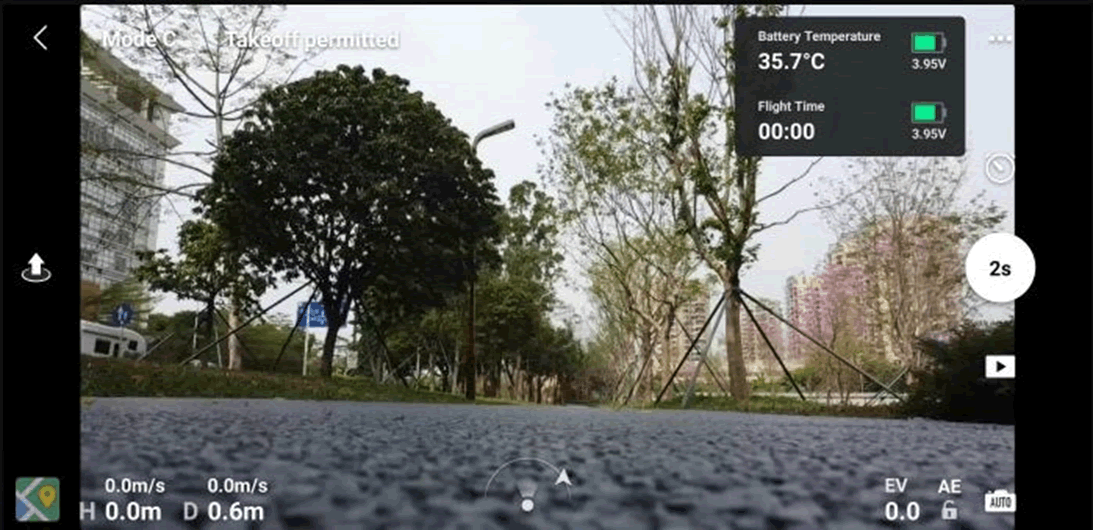 Mode C Takeoff permitted
Battery Temperature
35.7°C
3.95V
Flight Time
00:00
3.95V
2s
0.0m/s 0.0m/s
H 0.0m D 0.6m
EV AE
0.0
AUTO